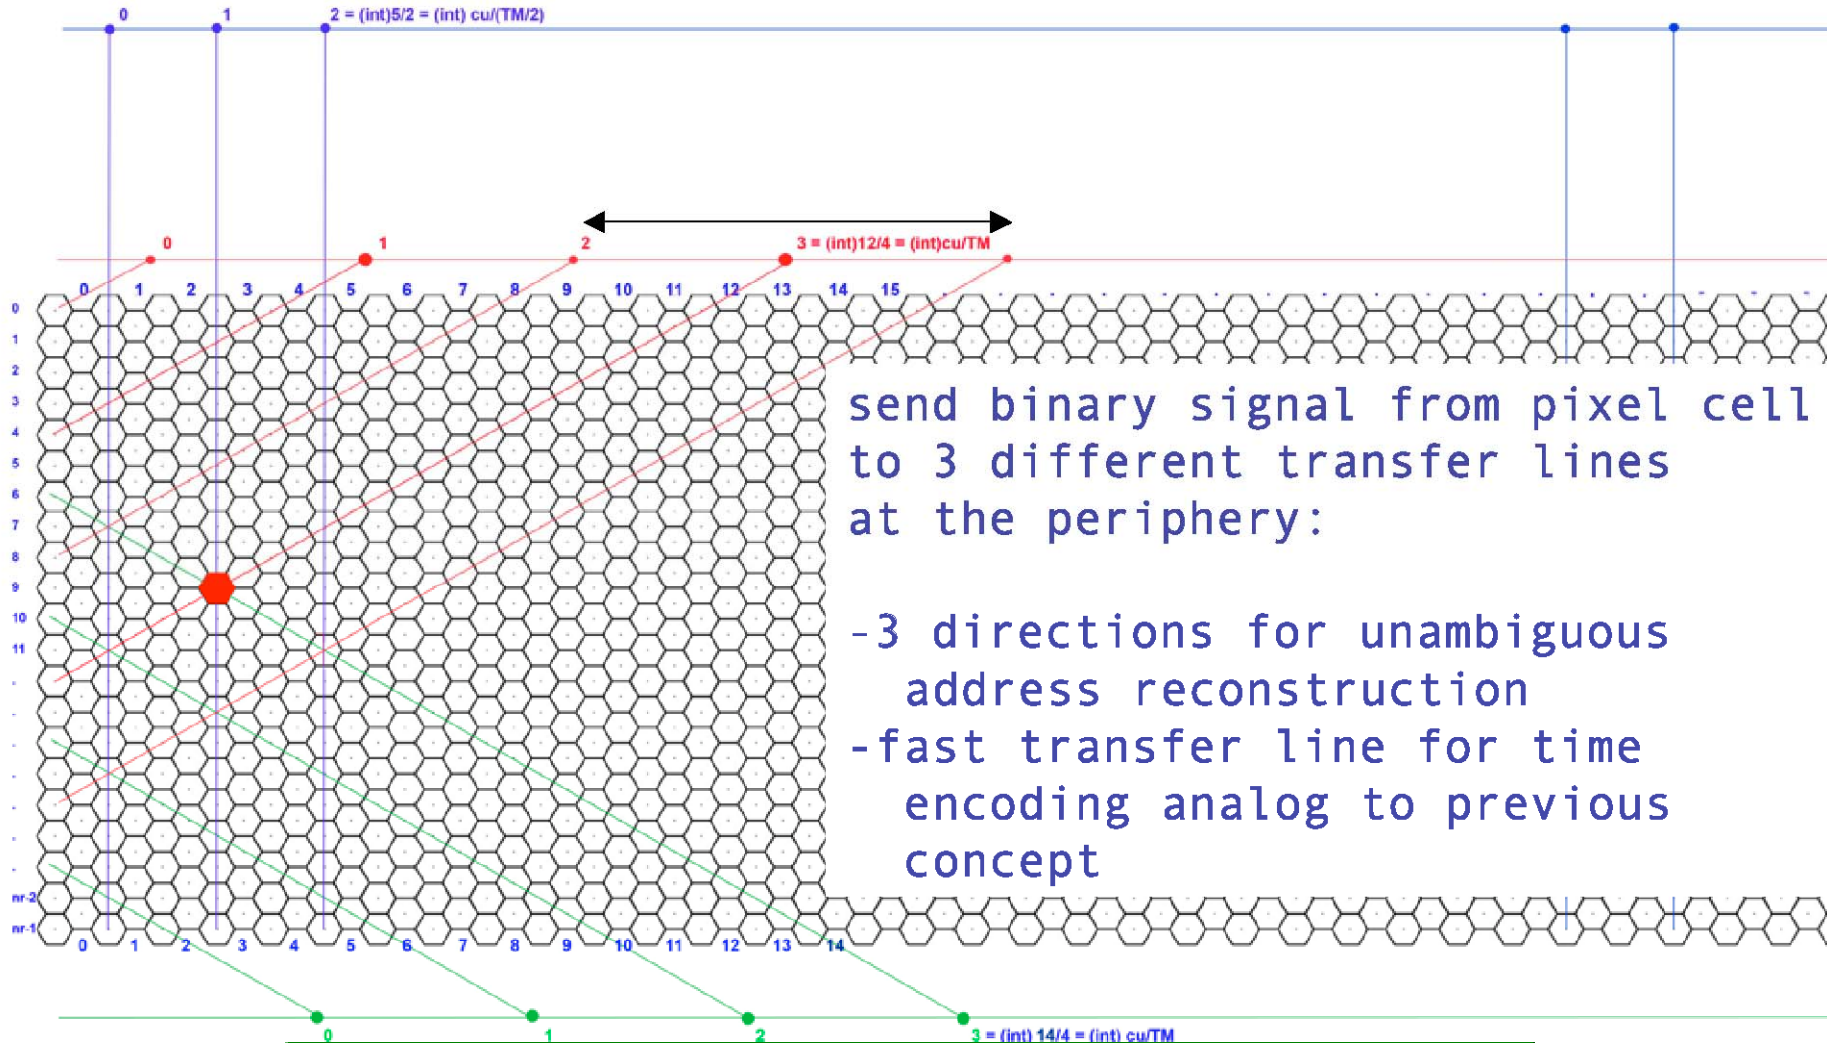 0 1 2 = (int)5/2 = (int) cu/(TM/2)
0 1 2 3 = (int)12/4 = (int)cu/TM
0 1 2 3 4 5 6 7 8 9 10 11 12 13 14 15
0
1
2
3
4
5
6
7
8
9
10
11
nr-2
nr-1
send binary signal from pixel cell
to 3 different transfer lines
at the periphery:
-3 directions for unambiguous
address reconstruction
-fast transfer line for time
encoding analog to previous
concept
0 1 2 3 4 5 6 7 8 9 10 11 12 13 14
0 1 2 3 = (int) 14/4 = (int) cu/TM